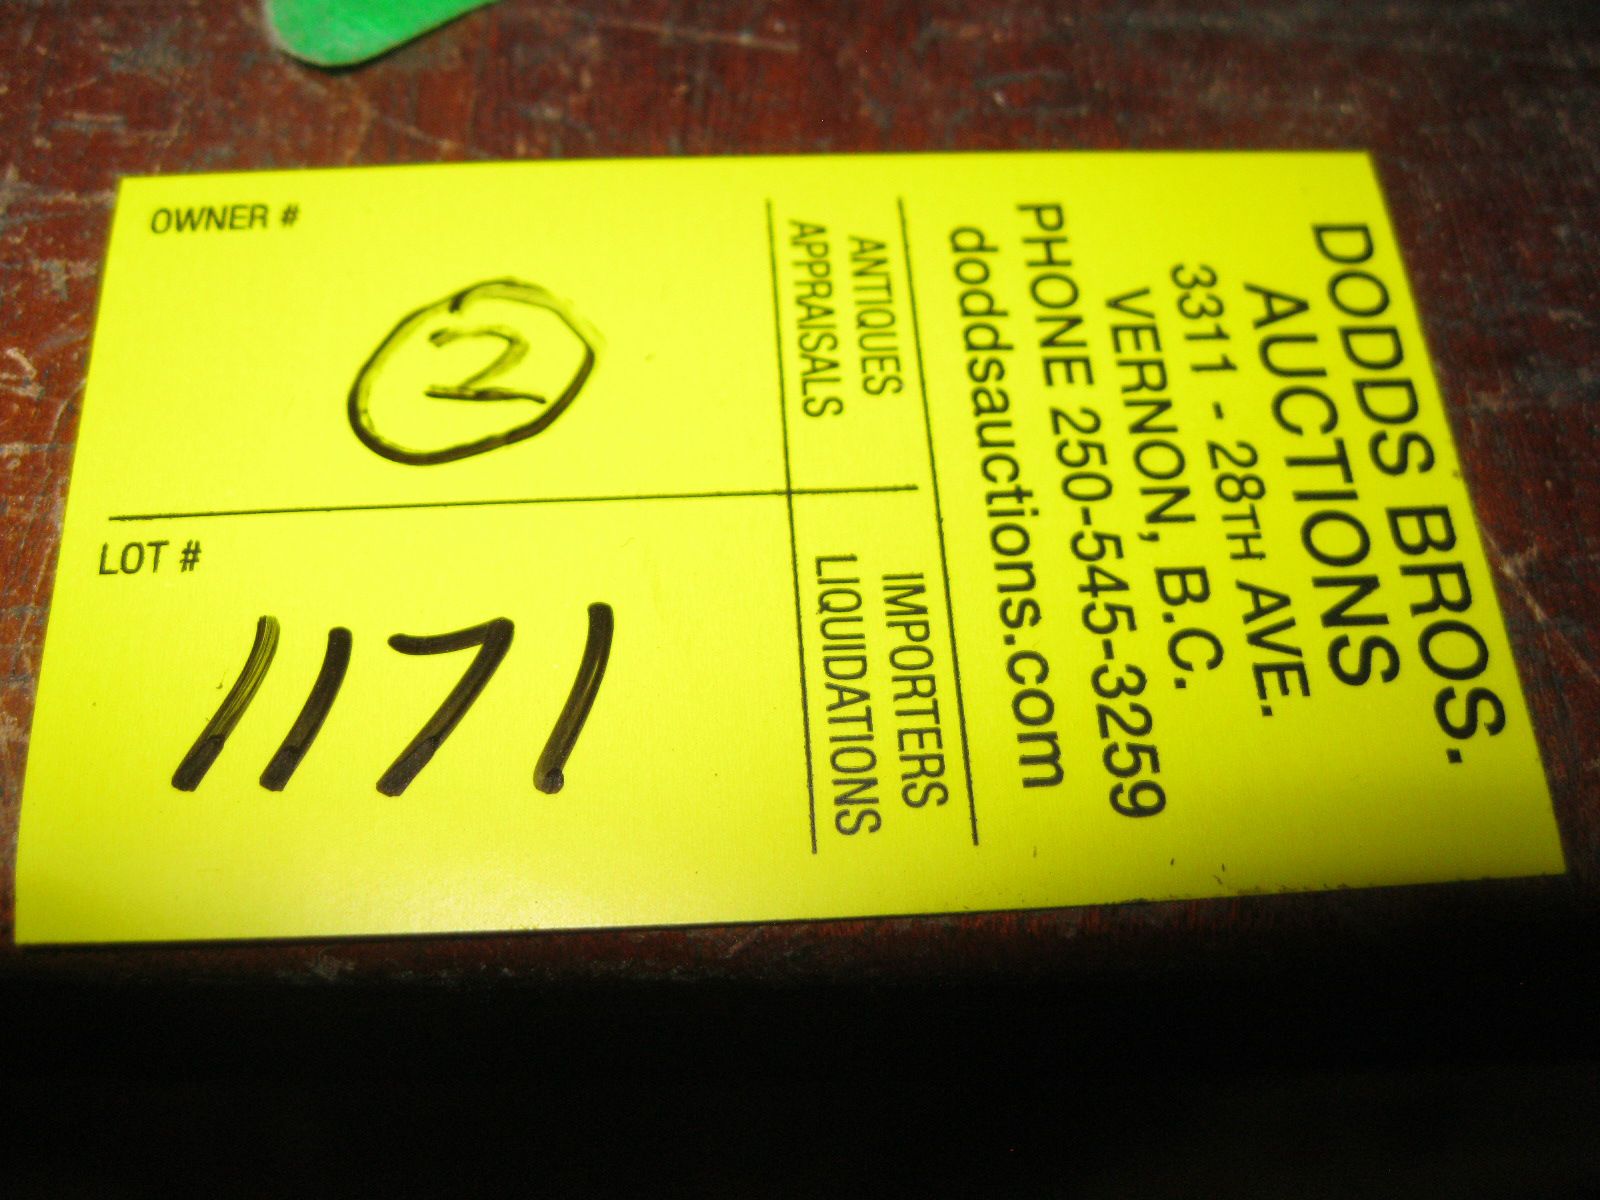 DODDS BROS.
AUCTIONS
3311 - 28TH AVE.
VERNON, B.C.
PHONE 250-545-3259
doddsauctions.com
ANTIQUES
APPRAISALS
IMPORTERS
LIQUIDATIONS
OWNER #
2
LOT #
1171